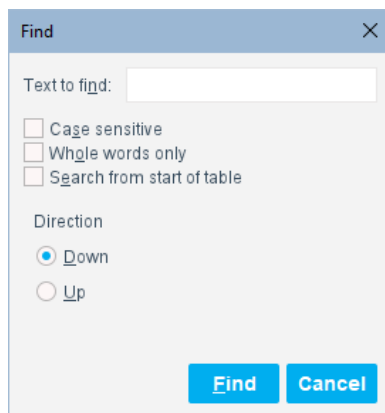 Find
Text to find:
Case sensitive
Whole words only
Search from start of table
Direction
Down
Up
Find Cancel